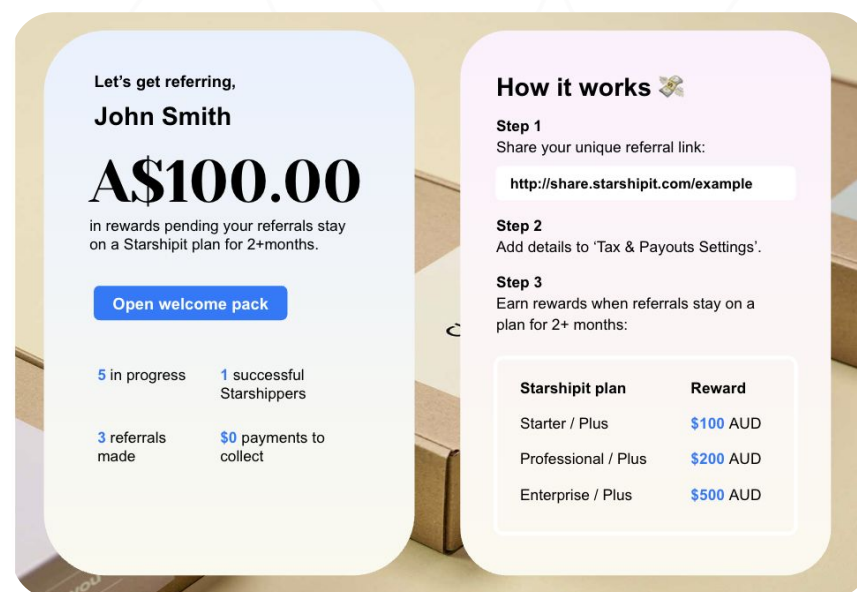 Let's get referring,
John Smith
A$100.00
in rewards pending your referrals stay
on a Starshipit plan for 2+months.
Open welcome pack
5 in progress
1 successful
Starshippers
3 referrals
made
$0 payments to
collect
How it works 💸
Step 1
Share your unique referral link:
http://share.starshipit.com/example
Step 2
Add details to ‘Tax & Payouts Settings’.
Step 3
Earn rewards when referrals stay on a
plan for 2+ months:
Starshipit plan Reward
Starter / Plus $100 AUD
Professional / Plus $200 AUD
Enterprise / Plus $500 AUD
you